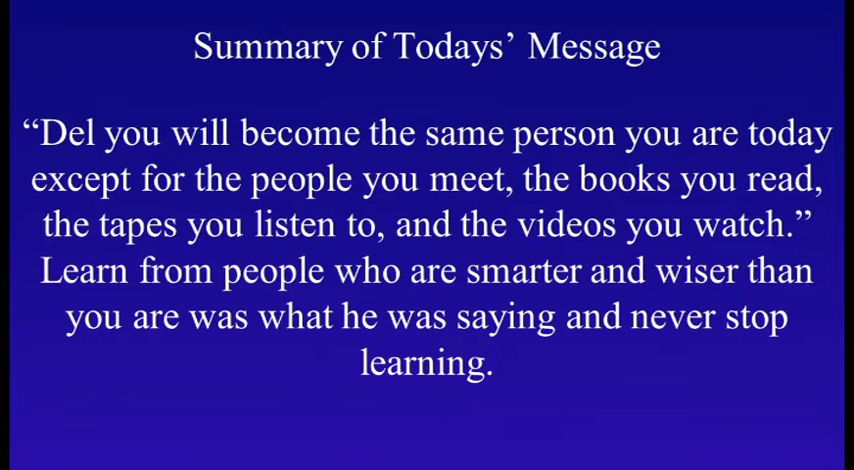 Summary of Todays’ Message
“Del you will become the same person you are today
except for the people you meet, the books you read,
the tapes you listen to, and the videos you watch.”
Learn from people who are smarter and wiser than
you are was what he was saying and never stop
learning.